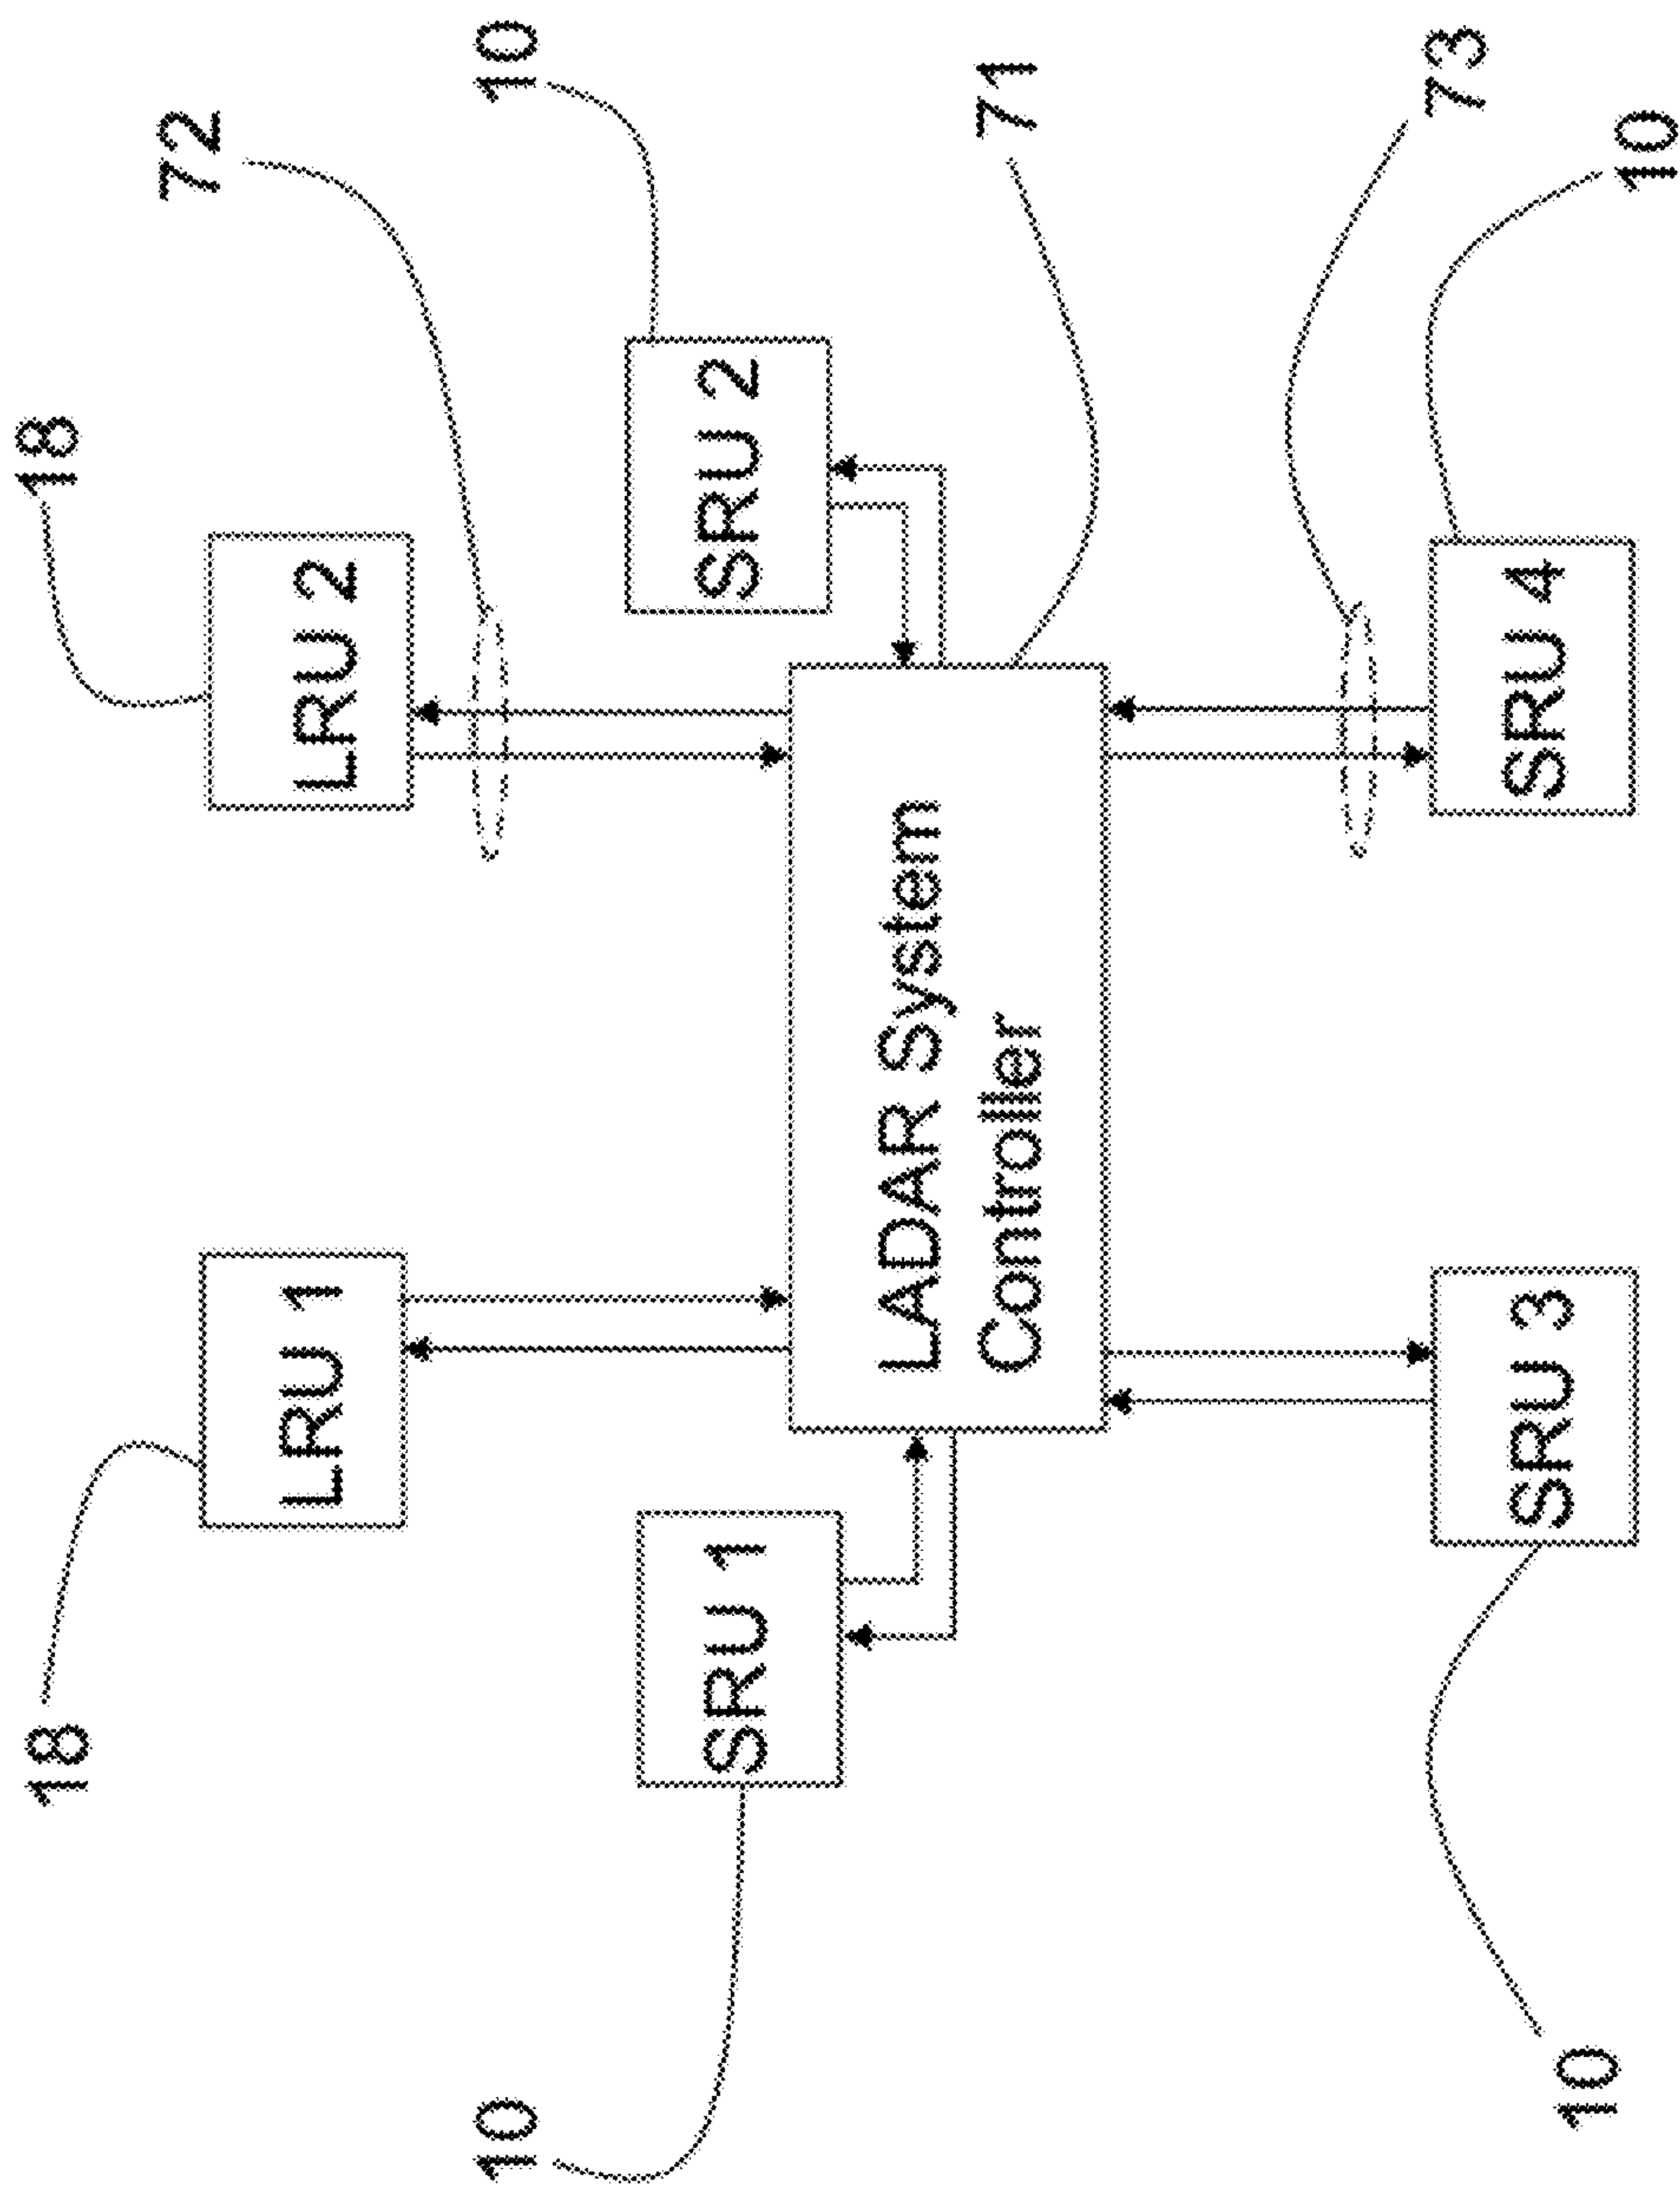 18
18
72
LRU 1
LRU 2
10
10
SRU 1
SRU 2
LADAR System
Controller
71
73
SRU 3
SRU 4
10
10